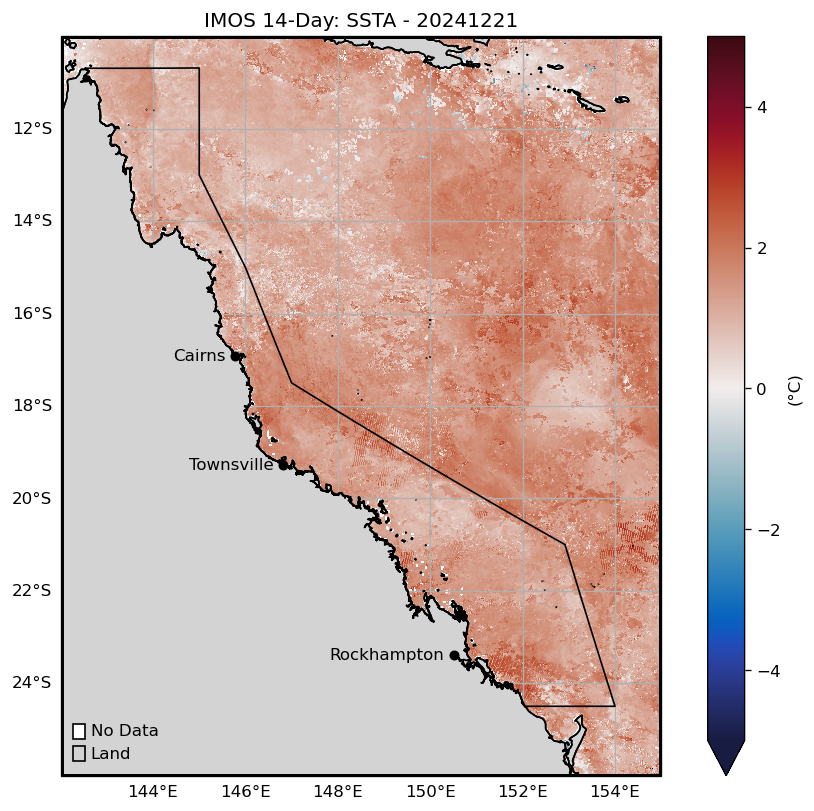 IMOS 14-Day: SSTA - 20241221
12°S
14°S
16°S
18°S
20°S
22°S
24°S
Cairns
Townsville
Rockhampton
No Data
Land
144°E 146°E 148°E 150°E 152°E 154°E
4
2
0
−2
−4
(°C)